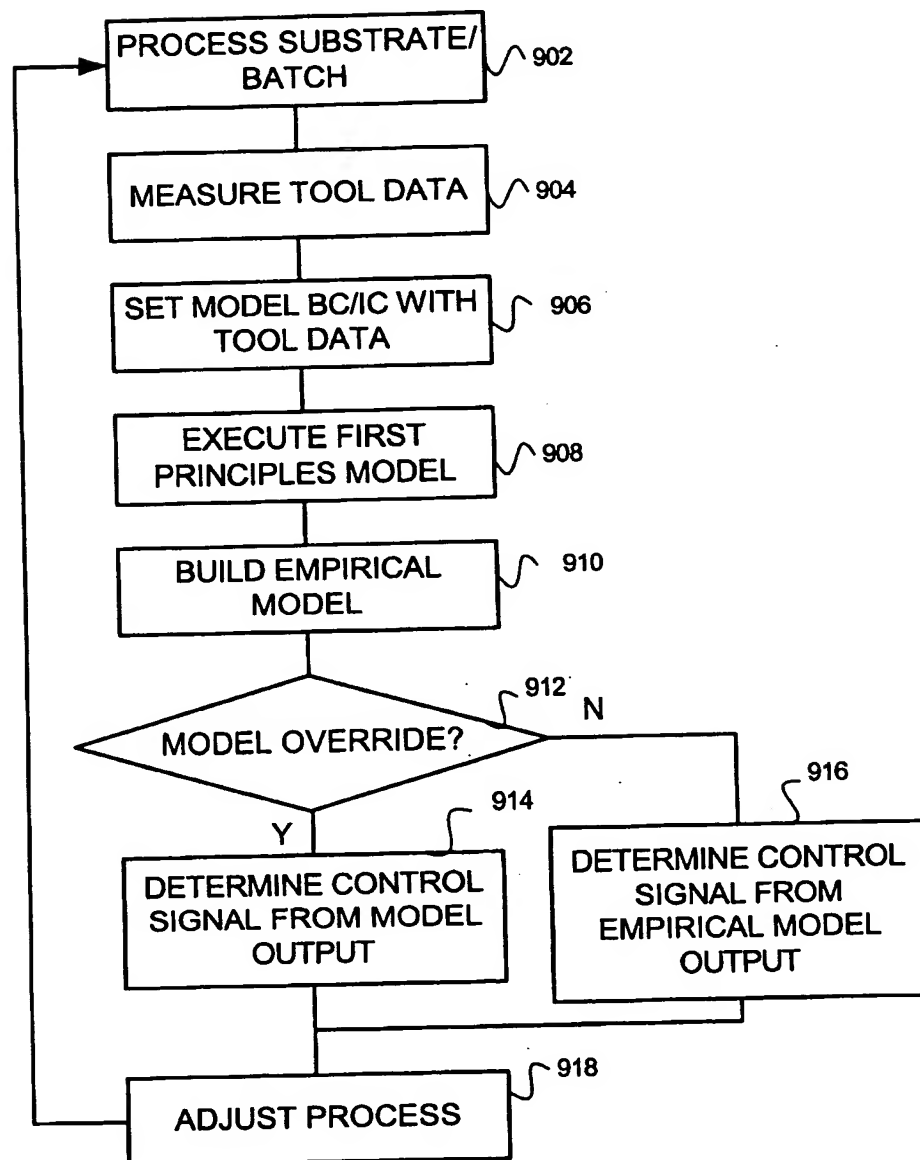 PROCESS SUBSTRATE/
BATCH
902
MEASURE TOOL DATA
904
SET MODEL BC/IC WITH
TOOL DATA
906
EXECUTE FIRST
PRINCIPLES MODEL
908
BUILD EMPIRICAL
MODEL
910
MODEL OVERRIDE?
912
N
Y
914
DETERMINE CONTROL
SIGNAL FROM MODEL
OUTPUT
916
DETERMINE CONTROL
SIGNAL FROM
EMPIRICAL MODEL
OUTPUT
918
ADJUST PROCESS